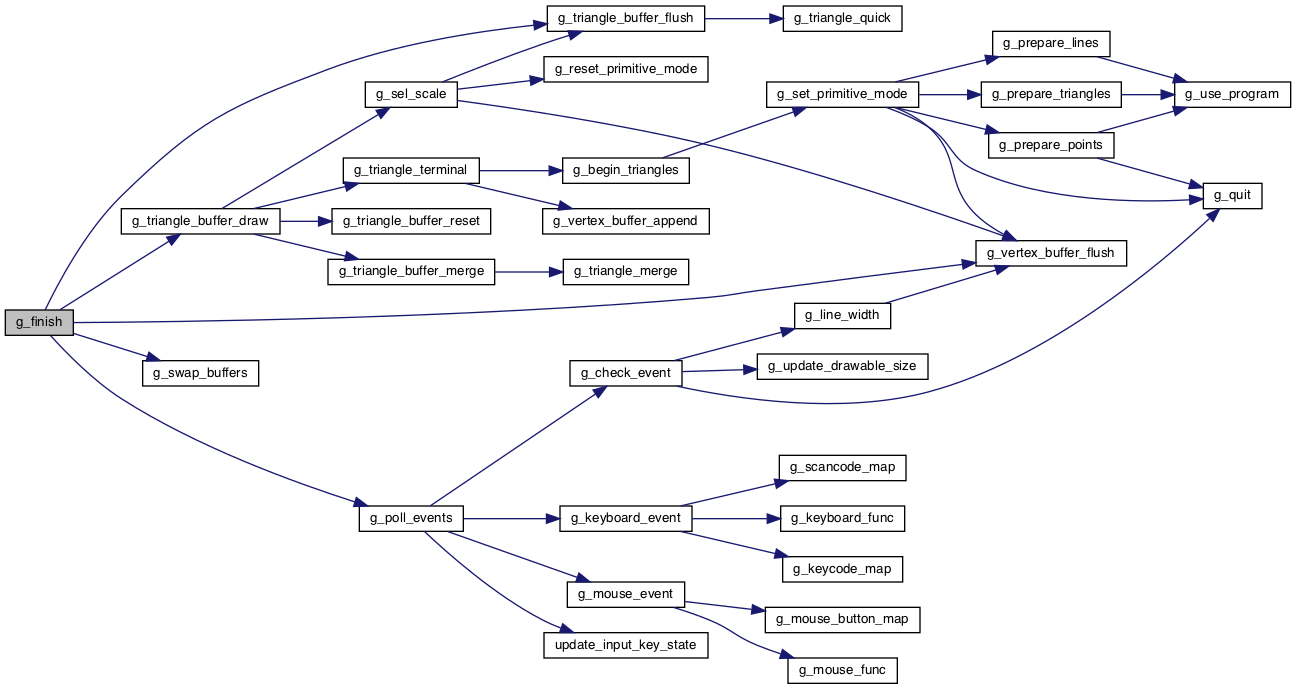 g_finish
g_triangle_buffer_draw
g_swap_buffers
g_sel_scale
g_triangle_terminal
g_triangle_buffer_reset
g_triangle_buffer_merge
g_poll_events
g_triangle_buffer_flush
g_reset_primitive_mode
g_begin_triangles
g_vertex_buffer_append
g_triangle_merge
g_check_event
g_keyboard_event
g_mouse_event
update_input_key_state
g_triangle_quick
g_set_primitive_mode
g_line_width
g_update_drawable_size
g_scancode_map
g_keyboard_func
g_keycode_map
g_mouse_button_map
g_mouse_func
g_prepare_lines
g_prepare_triangles
g_prepare_points
g_vertex_buffer_flush
g_use_program
g_quit